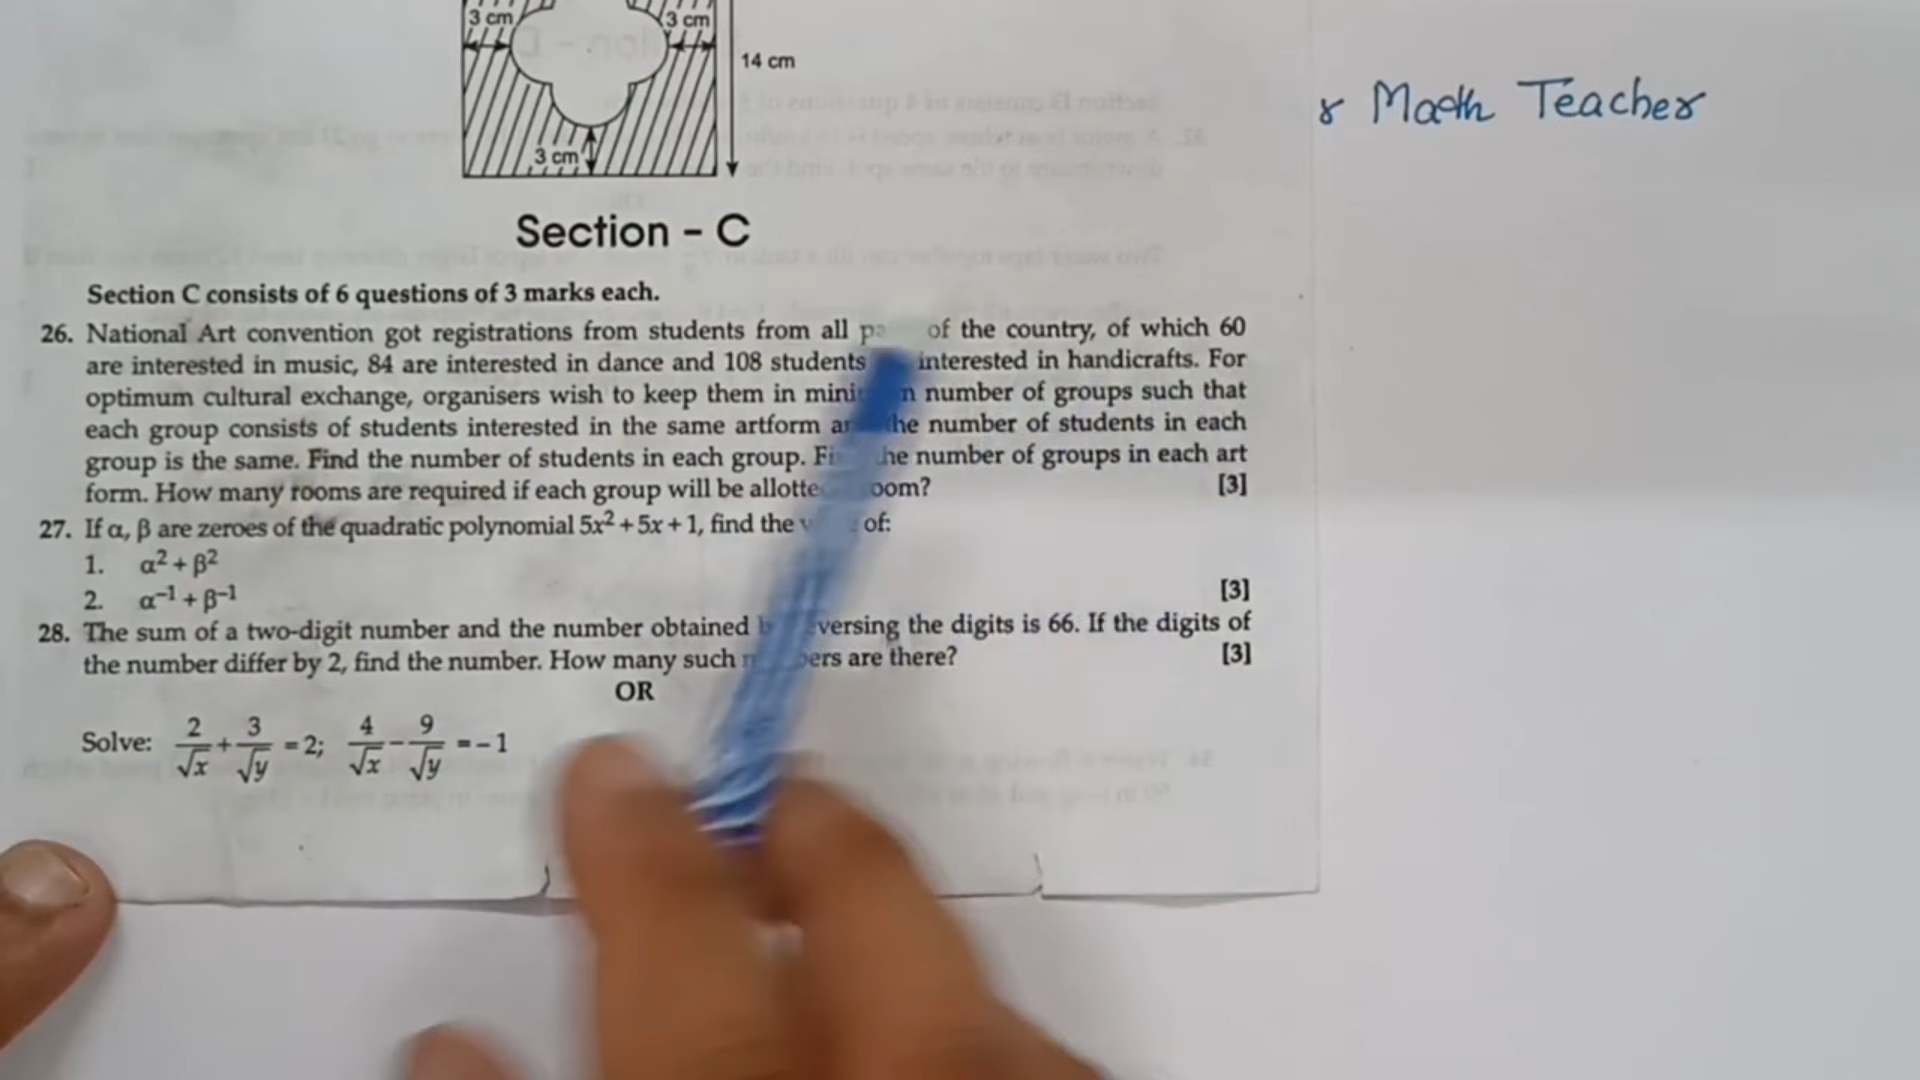 3 cm 3 cm
14 cm
3 cm
૪ Math Teacher
Section - C
Section C consists of 6 questions of 3 marks each.
26. National Art convention got registrations from students from all of the country, of which 60
are interested in music, 84 are interested in dance and 108 students interested in handicrafts. For
optimum cultural exchange, organisers wish to keep them in number of groups such that
each group consists of students interested in the same artform the number of students in each
group is the same. Find the number of students in each group. the number of groups in each art
form. How many rooms are required if each group will be room? [3]
27. If α, β are zeroes of the quadratic polynomial 5x² + 5x + 1, find the of:
1. α² + β²
2. α⁻¹ + β⁻¹ [3]
28. The sum of a two-digit number and the number obtained reversing the digits is 66. If the digits of
the number differ by 2, find the number. How many such are there? [3]
OR
Solve: 2/√x + 3/√y = 2; 4/√x - 9/√y = - 1